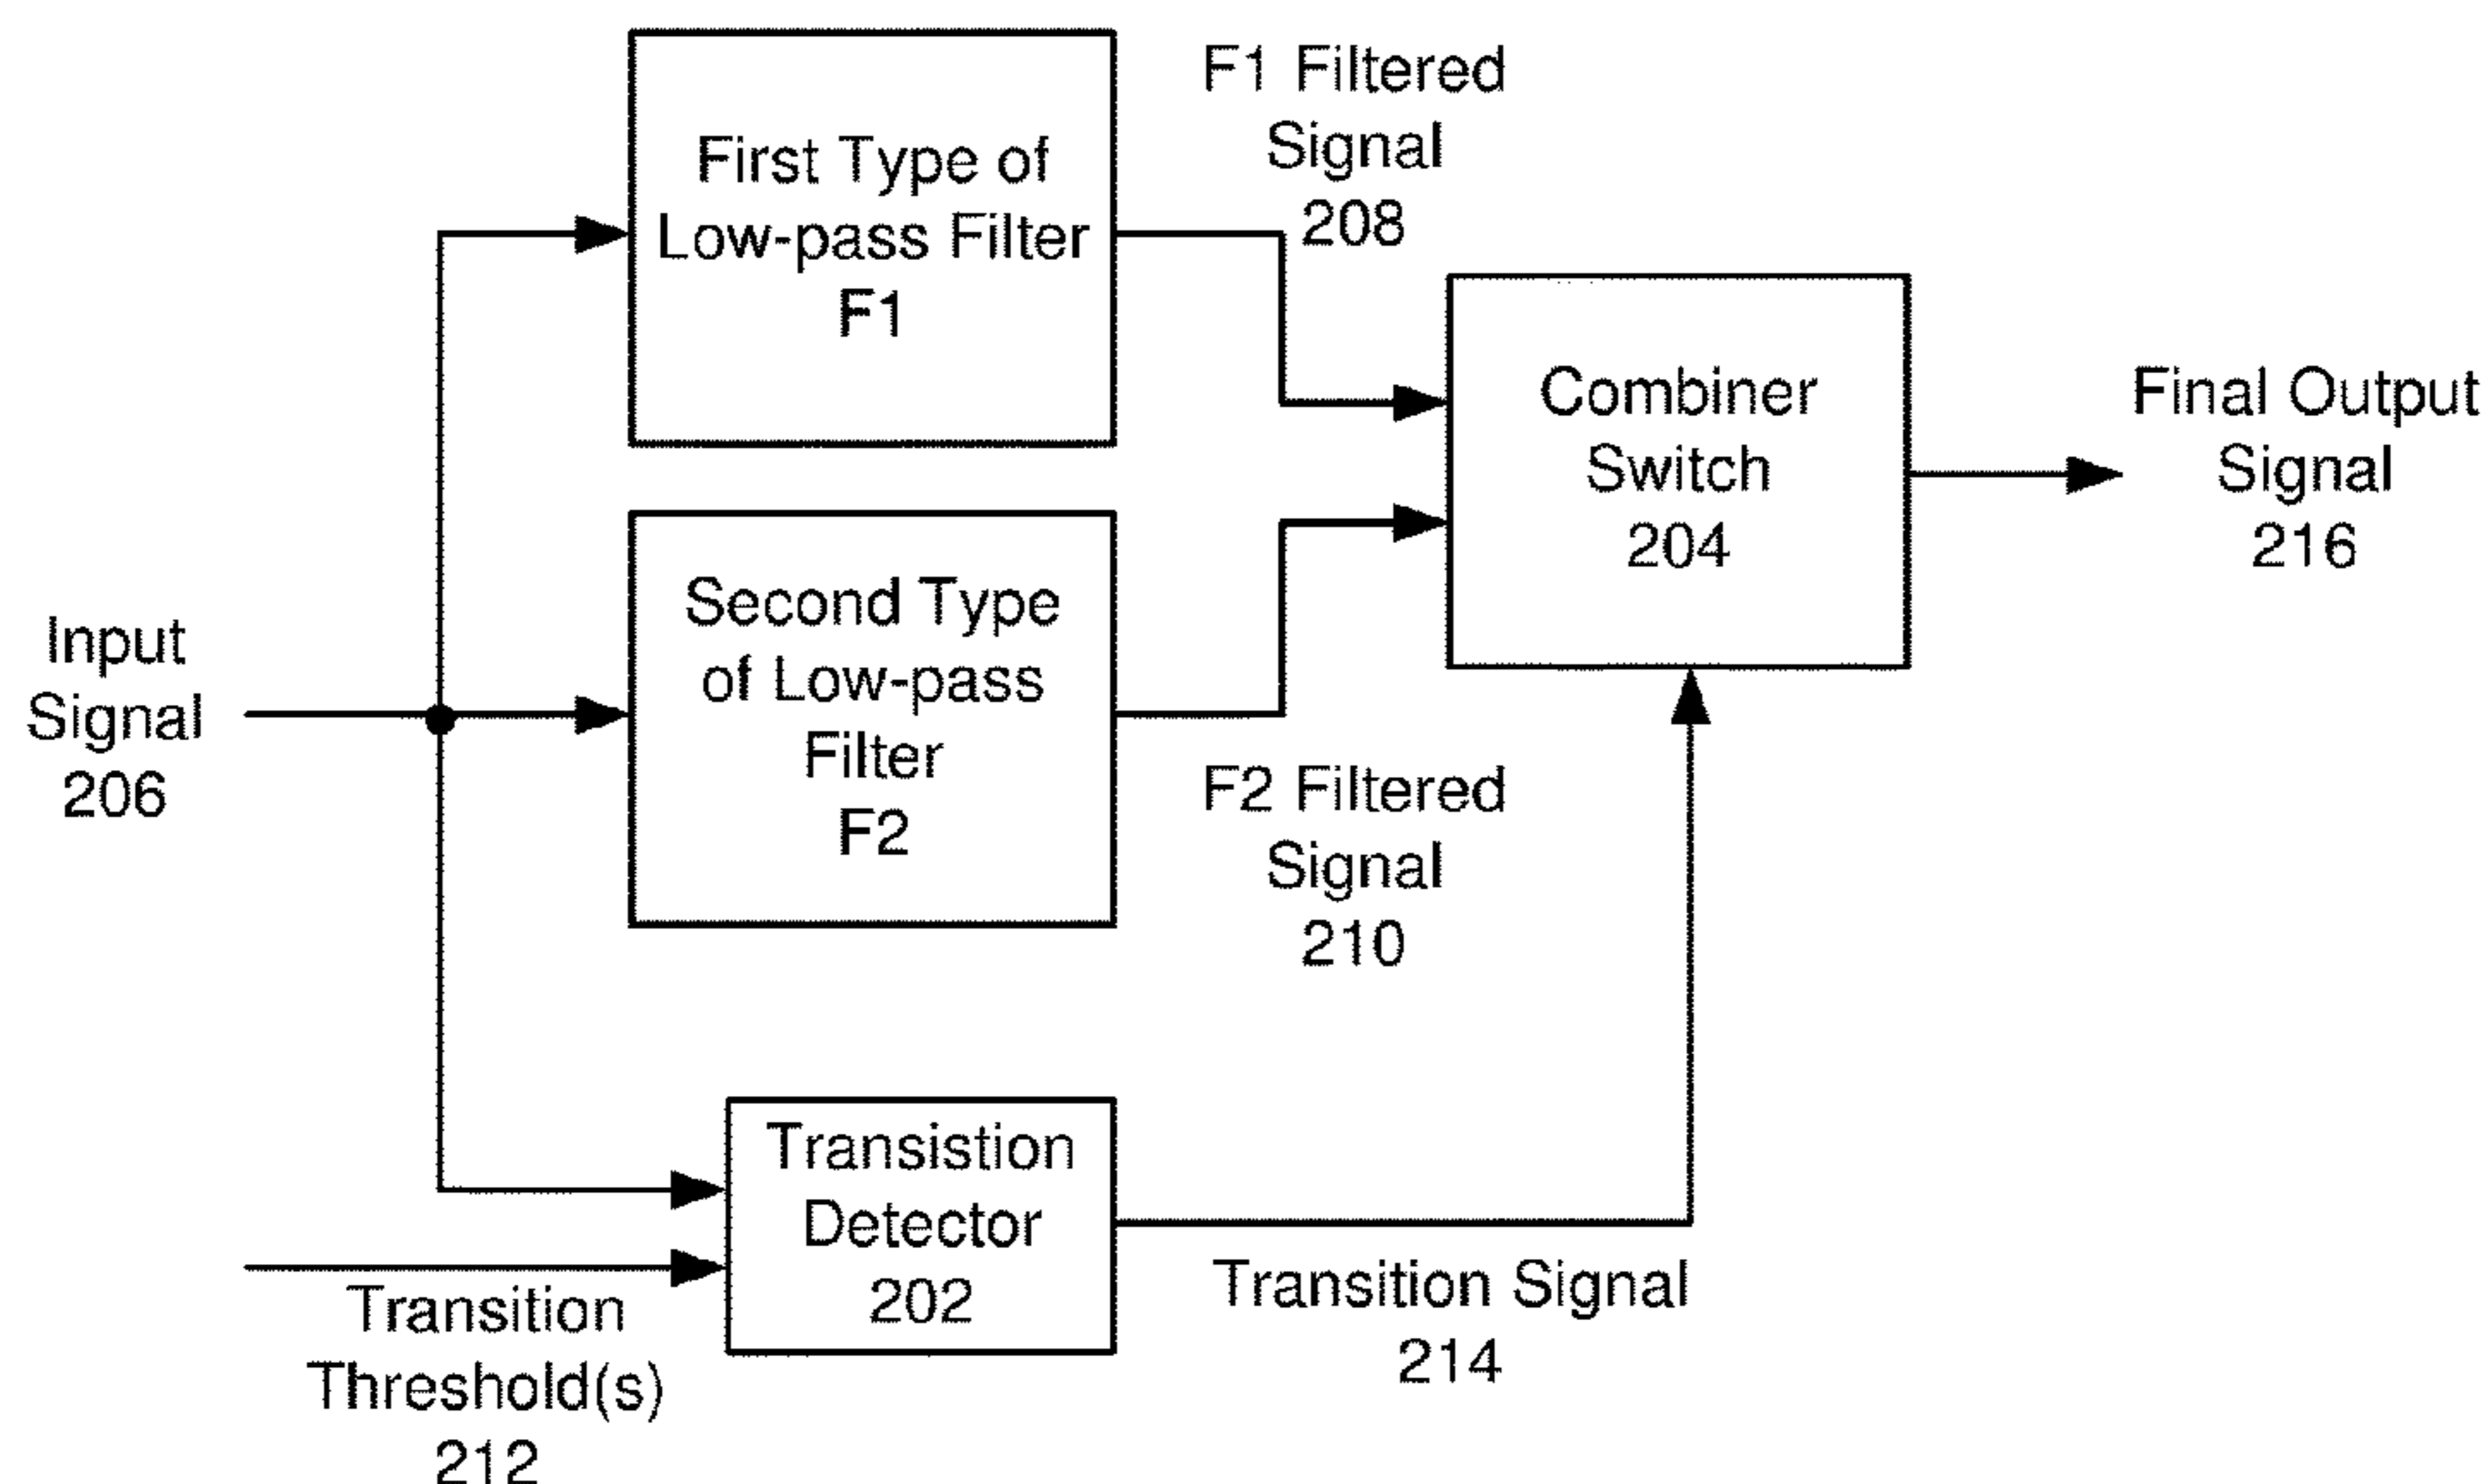 First Type of
Low-pass Filter
F1
F1 Filtered
Signal
208
Combiner
Switch
204
Final Output
Signal
216
Input
Signal
206
Second Type
of Low-pass
Filter
F2
F2 Filtered
Signal
210
Transistion
Detector
202
Transition
Threshold(s)
212
Transition Signal
214